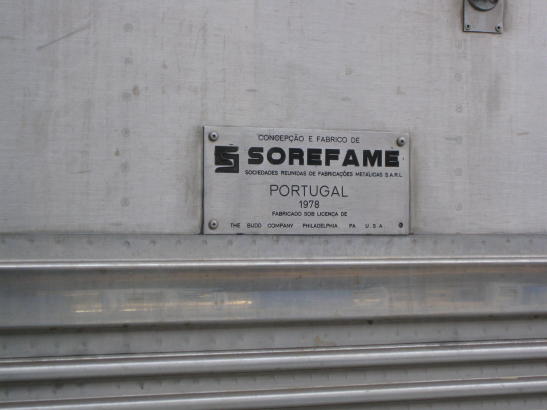 CONCEPÇÃO E FABRICO DE
SOREFAME
SOCIEDADES REUNIDAS DE FABRICAÇÕES METÁLICAS S.A.R.L
PORTUGAL
1978
FABRICADO SOB LICENÇA DE
THE BUDD COMPANY PHILADELPHIA PA U.S.A.